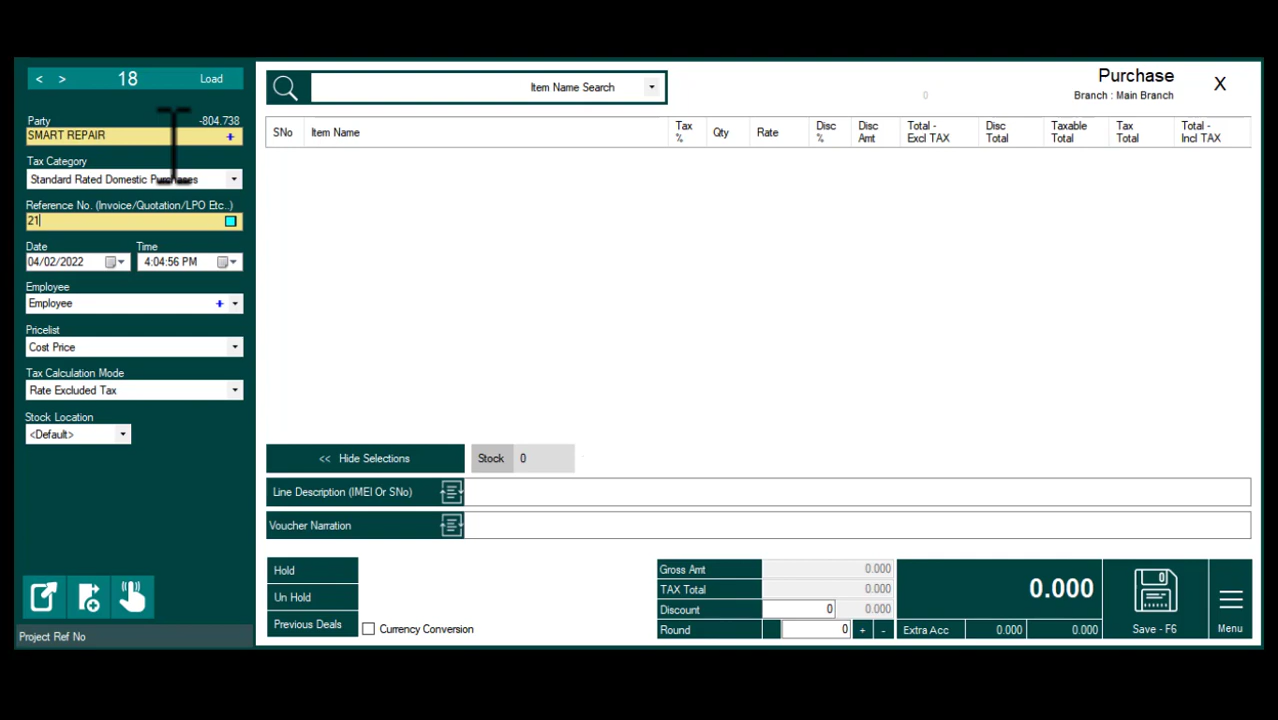 < > 18 Load
Party -804.738
SMART REPAIR +
Tax Category
Standard Rated Domestic Purchases
Reference No. (Invoice/Quotation/LPO Etc..)
21
Date Time
04/02/2022 4:04:56 PM
Employee
Employee +
Pricelist
Cost Price
Tax Calculation Mode
Rate Excluded Tax
Stock Location
<Default>
Project Ref No
Item Name Search
0
Purchase
Branch : Main Branch
X
SNo Item Name Tax % Qty Rate Disc % Disc Amt Total - Excl TAX Disc Total Taxable Total Tax Total Total - Incl TAX
<< Hide Selections Stock 0
Line Description (IMEI Or SNo)
Voucher Narration
Hold
Un Hold
Previous Deals
Currency Conversion
Gross Amt 0.000
TAX Total 0.000
Discount 0 0.000
Round 0 + -
0.000
Extra Acc 0.000 0.000
Save - F6
Menu